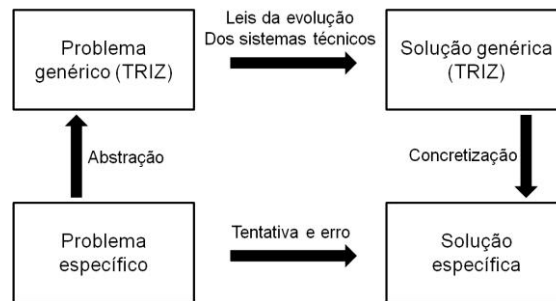 Leis da evolução
Dos sistemas técnicos
Problema
genérico (TRIZ)
Solução genérica
(TRIZ)
Abstração
Concretização
Problema
específico
Tentativa e erro
Solução
específica